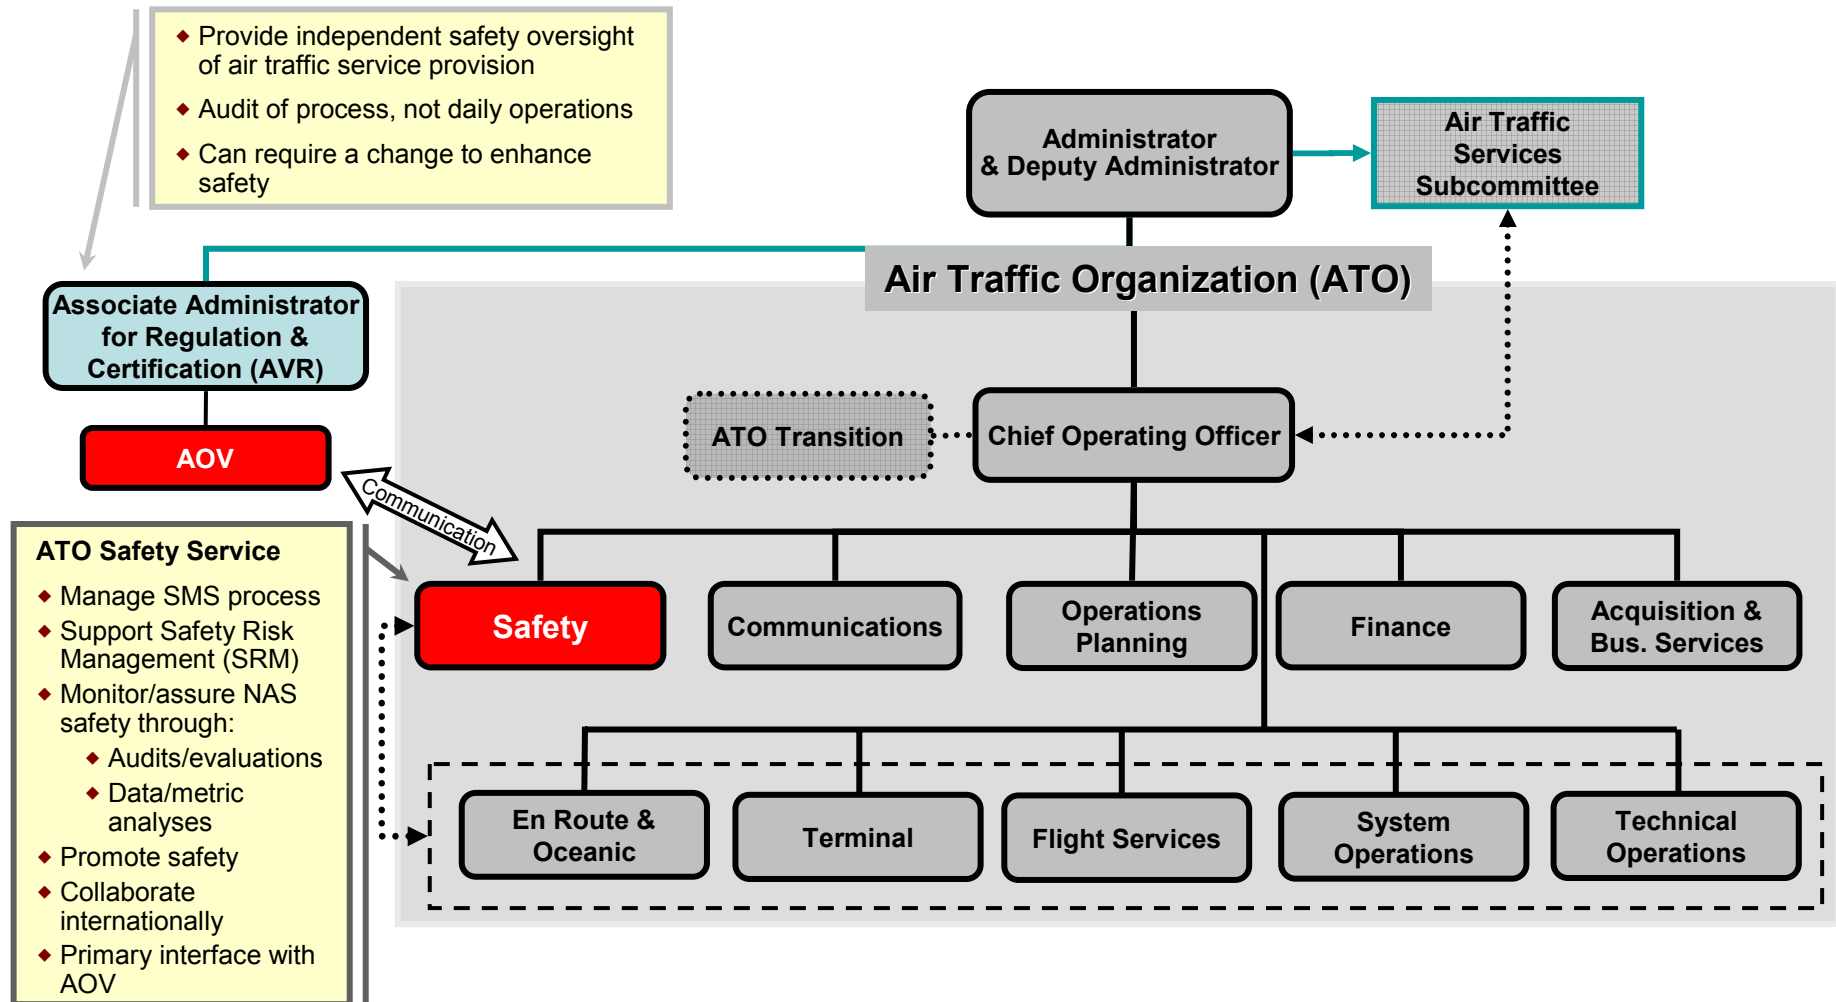 Provide independent safety oversight
of air traffic service provision
Audit of process, not daily operations
Can require a change to enhance
safety
Administrator
& Deputy Administrator
Air Traffic
Services
Subcommittee
Air Traffic Organization (ATO)
Associate Administrator
for Regulation &
Certification (AVR)
ATO Transition
Chief Operating Officer
AOV
Communication
ATO Safety Service
Manage SMS process
Support Safety Risk
Management (SRM)
Monitor/assure NAS
safety through:
Audits/evaluations
Data/metric
analyses
Promote safety
Collaborate
internationally
Primary interface with
AOV
Safety
Communications
Operations
Planning
Finance
Acquisition &
Bus. Services
En Route &
Oceanic
Terminal
Flight Services
System
Operations
Technical
Operations